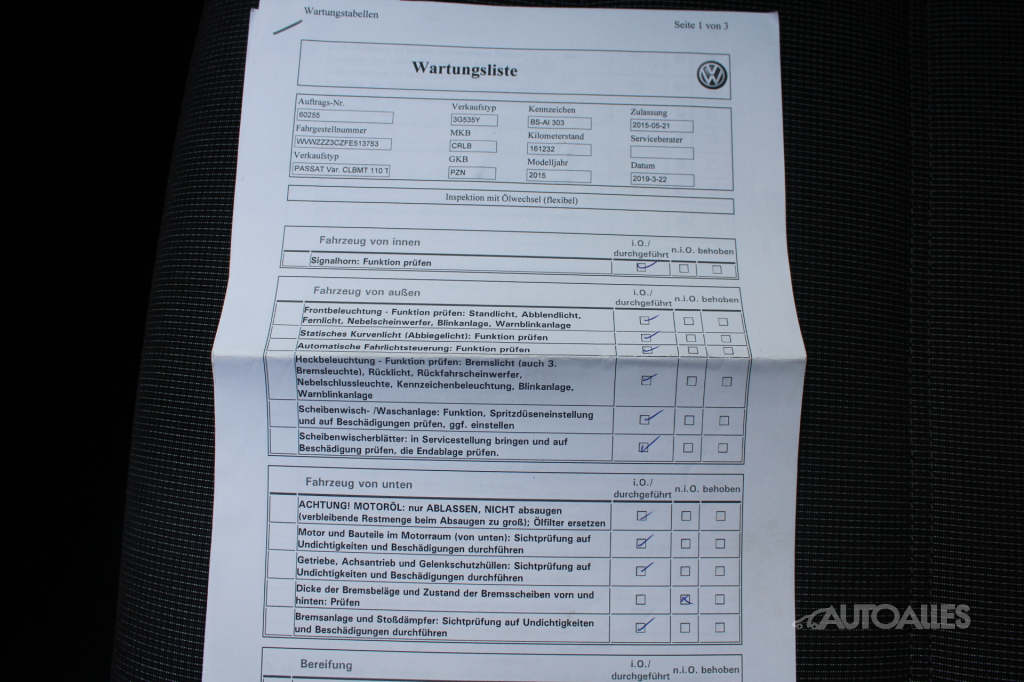 Wartungstabellen
Seite 1 von 3
Wartungsliste
Auftrags-Nr.
60255
Verkaufstyp
3G535Y
Kennzeichen
BS-AI 303
Zulassung
2015-05-21
Fahrgestellnummer
WVWZZZ3CZFE513753
MKB
CRLB
Kilometerstand
161232
Serviceberater
Verkaufstyp
PASSAT Var. CLBMT 110 T
GKB
PZN
Modelljahr
2015
Datum
2019-3-22
Inspektion mit Ölwechsel (flexibel)
Fahrzeug von innen
i.O./
durchgeführt
n.i.O.
behoben
Signalhorn: Funktion prüfen
Fahrzeug von außen
i.O./
durchgeführt
n.i.O.
behoben
Frontbeleuchtung - Funktion prüfen: Standlicht, Abblendlicht,
Fernlicht, Nebelscheinwerfer, Blinkanlage, Warnblinkanlage
Statisches Kurvenlicht (Abbiegelicht): Funktion prüfen
Automatische Fahrlichtsteuerung: Funktion prüfen
Heckbeleuchtung - Funktion prüfen: Bremslicht (auch 3.
Bremsleuchte), Rücklicht, Rückfahrscheinwerfer,
Nebelschlussleuchte, Kennzeichenbeleuchtung, Blinkanlage,
Warnblinkanlage
Scheibenwisch- /Waschanlage: Funktion, Spritzdüseneinstellung
und auf Beschädigungen prüfen, ggf. einstellen
Scheibenwischerblätter: in Servicestellung bringen und auf
Beschädigung prüfen, die Endablage prüfen.
Fahrzeug von unten
i.O./
durchgeführt
n.i.O.
behoben
ACHTUNG! MOTORÖL: nur ABLASSEN, NICHT absaugen
(verbleibende Restmenge beim Absaugen zu groß); Ölfilter ersetzen
Motor und Bauteile im Motorraum (von unten): Sichtprüfung auf
Undichtigkeiten und Beschädigungen durchführen
Getriebe, Achsantrieb und Gelenkschutzhüllen: Sichtprüfung auf
Undichtigkeiten und Beschädigungen durchführen
Dicke der Bremsbeläge und Zustand der Bremsscheiben vorn und
hinten: Prüfen
Bremsanlage und Stoßdämpfer: Sichtprüfung auf Undichtigkeiten
und Beschädigungen durchführen
Bereifung
i.O./
durchgeführt
n.i.O.
behoben
AUTOALLES